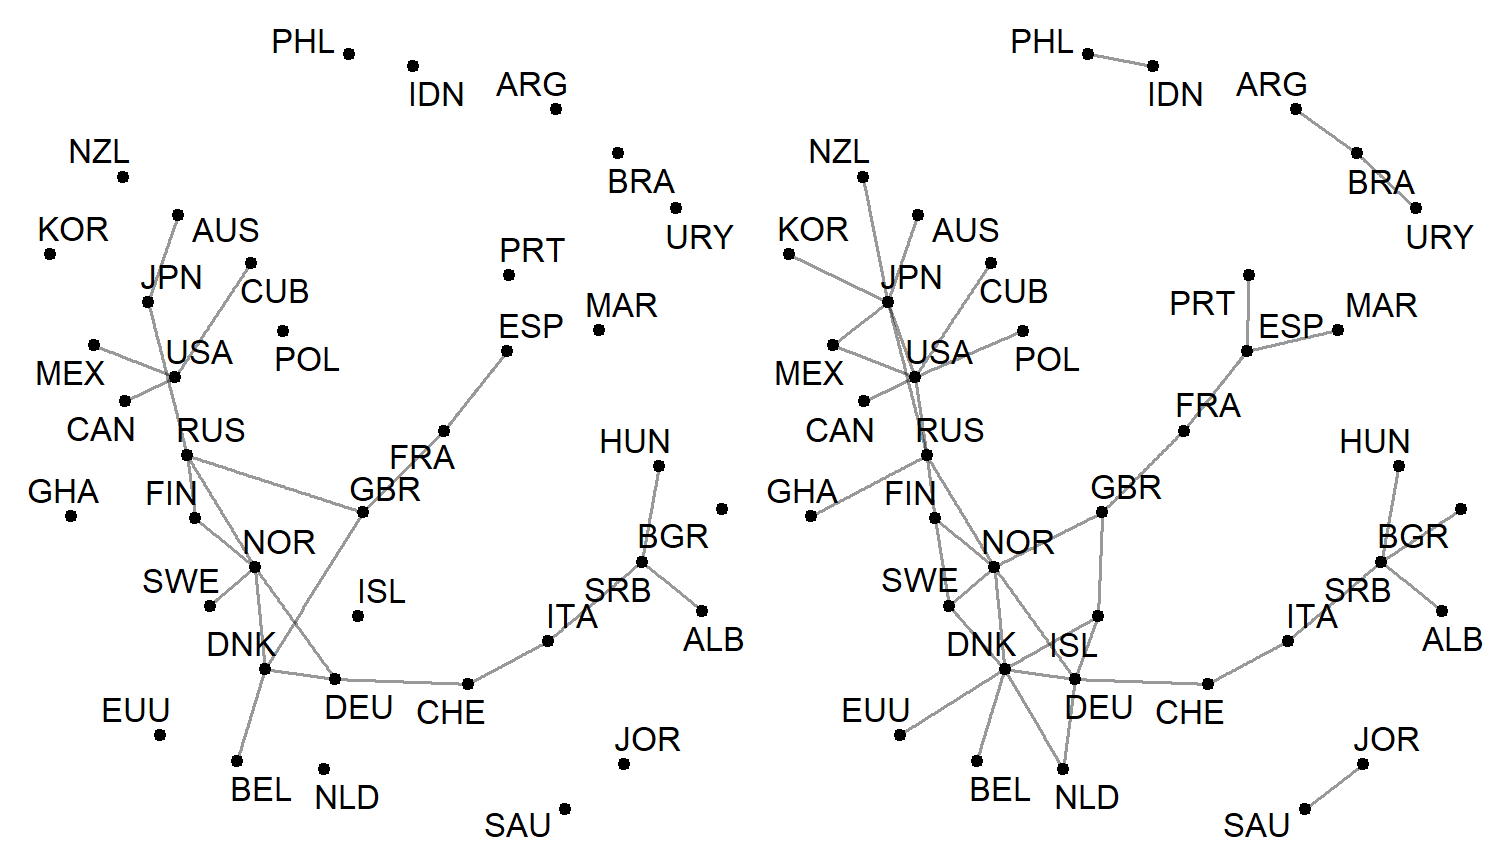 PHL
IDN
ARG
NZL
BRA
KOR
AUS
URY
PRT
JPN
CUB
MAR
ESP
USA
POL
MEX
CAN
RUS
FRA
HUN
GHA
FIN
GBR
NOR
BGR
SWE
ISL
SRB
ITA
DNK
ALB
EUU
DEU
CHE
JOR
BEL
NLD
SAU
PHL
IDN
ARG
NZL
BRA
KOR
AUS
URY
JPN
CUB
PRT
MAR
ESP
USA
POL
MEX
FRA
CAN
RUS
HUN
GHA
FIN
GBR
NOR
BGR
SWE
SRB
ITA
DNK
ISL
ALB
EUU
DEU
CHE
JOR
BEL
NLD
SAU